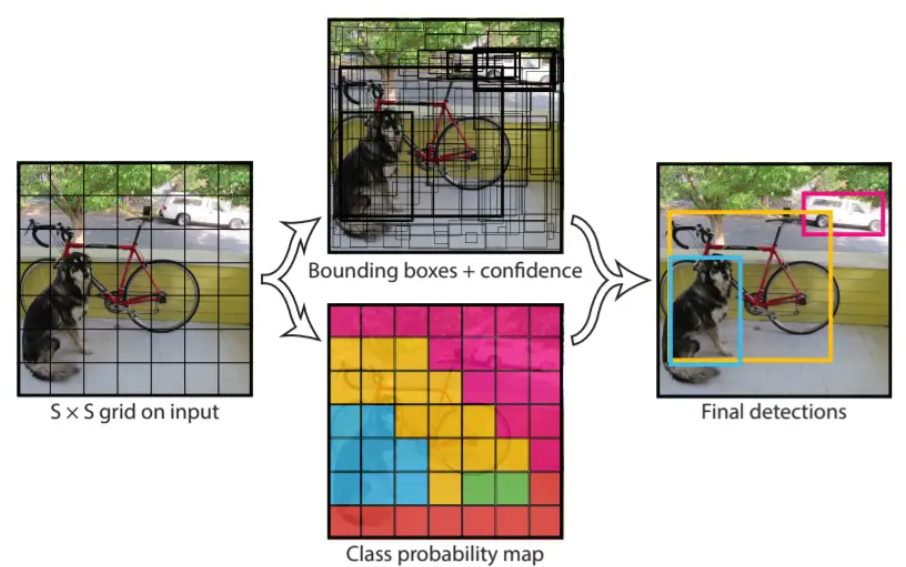 S × S grid on input
Bounding boxes + confidence
Class probability map
Final detections